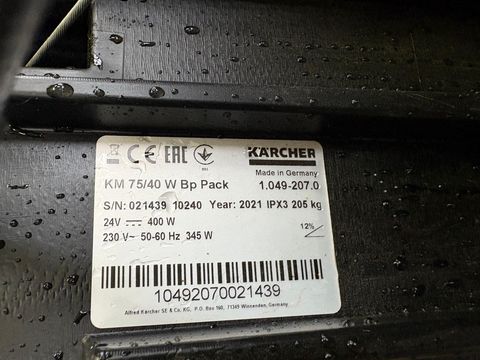 CE EAC KÄRCHER
Made in Germany
KM 75/40 W Bp Pack 1.049-207.0
S/N: 021439 10240 Year: 2021 IPX3 205 kg
24V ⎓ 400 W
230 V~ 50-60 Hz 345 W 12%
10492070021439
Alfred Kärcher SE & Co. KG, P.O. Box 160, 71349 Winnenden, Germany